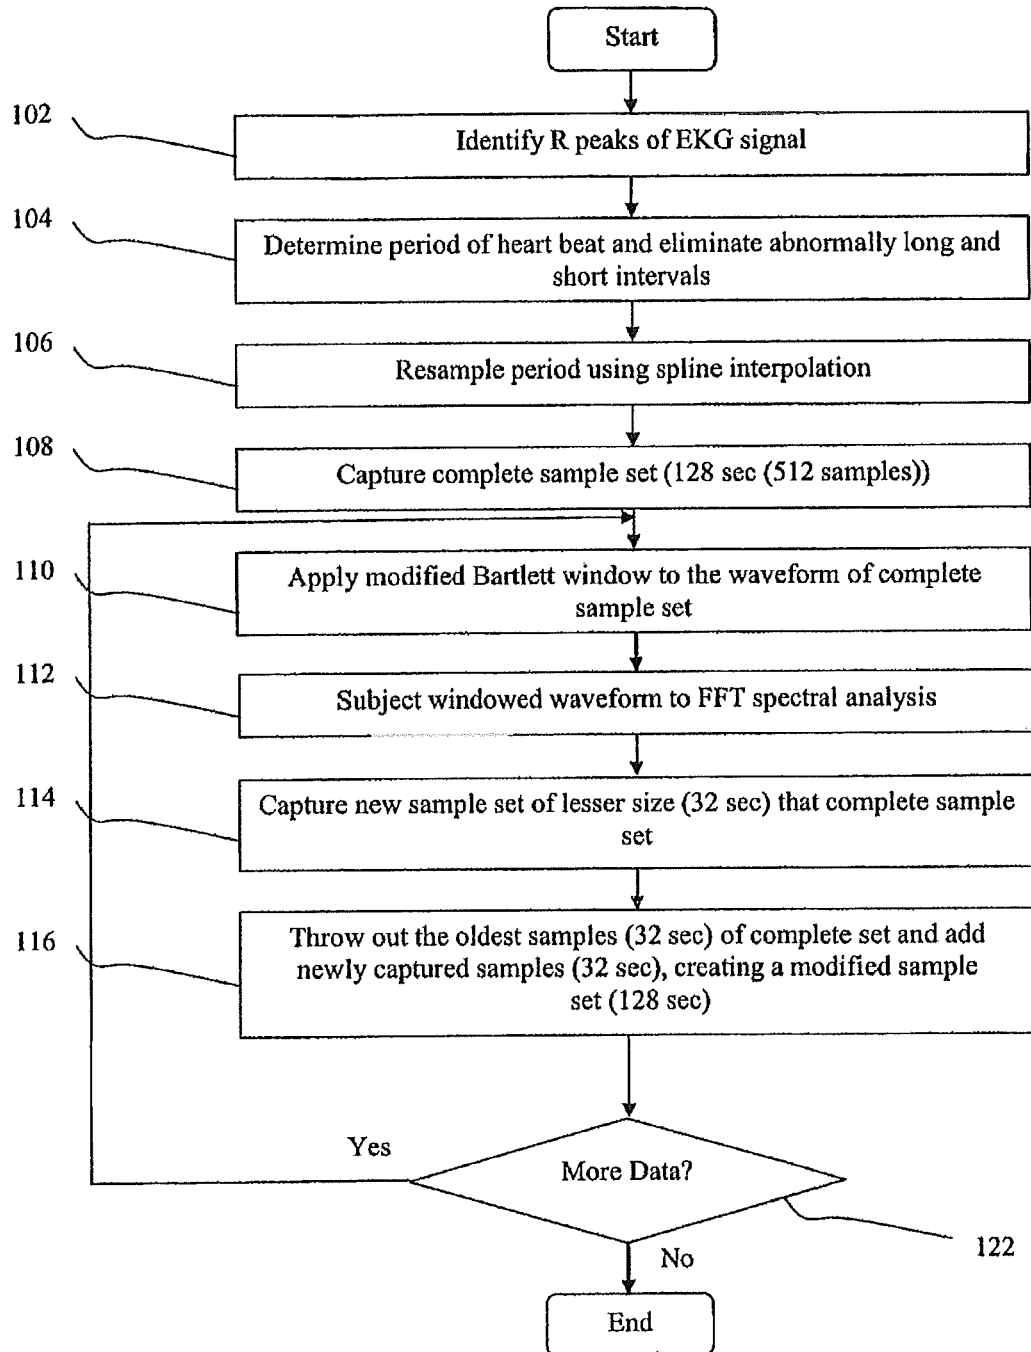 Start
102
Identify R peaks of EKG signal
104
Determine period of heart beat and eliminate abnormally long and
short intervals
106
Resample period using spline interpolation
108
Capture complete sample set (128 sec (512 samples))
110
Apply modified Bartlett window to the waveform of complete
sample set
112
Subject windowed waveform to FFT spectral analysis
114
Capture new sample set of lesser size (32 sec) that complete sample
set
116
Throw out the oldest samples (32 sec) of complete set and add
newly captured samples (32 sec), creating a modified sample
set (128 sec)
Yes
More Data?
122
No
End